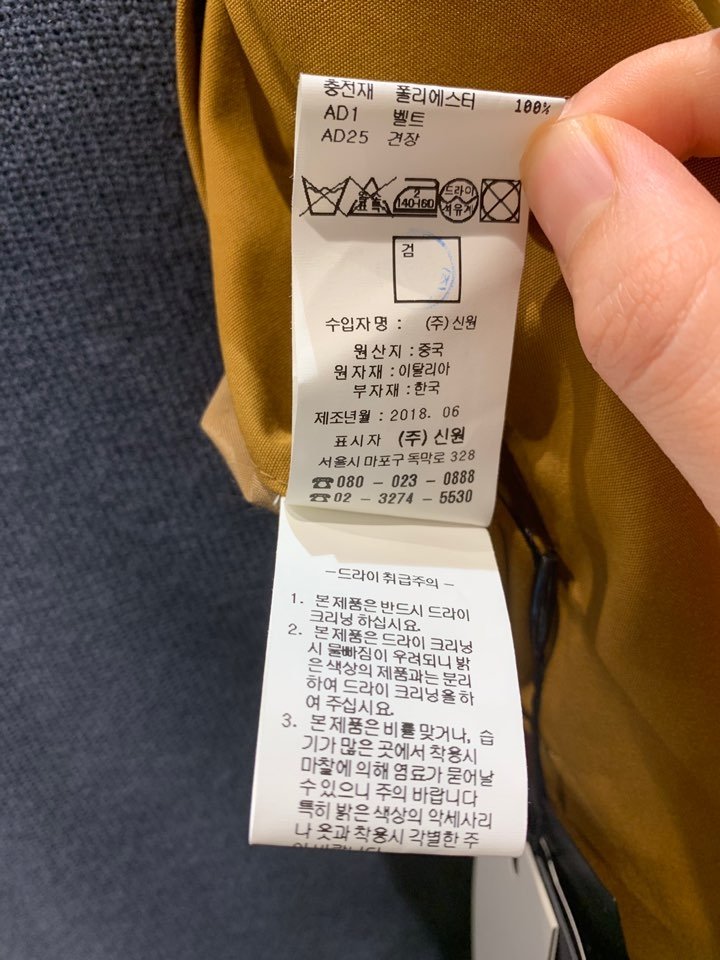 충전재 폴리에스터 100%
AD1 벨트
AD25 견장
염소 표백
2
140-160
드라이
석유계
검
수입자명 : (주)신원
원산지 : 중국
원자재 : 이탈리아
부자재 : 한국
제조년월 : 2018. 06
표시자 (주) 신원
서울시 마포구 독막로 328
☎ 080 - 023 - 0888
☎ 02 - 3274 - 5530
- 드라이 취급주의 -
1. 본 제품은 반드시 드라이
크리닝 하십시요.
2. 본 제품은 드라이 크리닝
시 물빠짐이 우려되니 밝
은 색상의 제품과는 분리
하여 드라이 크리닝을 하
여 주십시요.
3. 본 제품은 비를 맞거나, 습
기가 많은 곳에서 착용시
마찰에 의해 염료가 묻어날
수 있으니 주의 바랍니다
특히 밝은 색상의 악세사리
나 옷과 착용시 각별한 주